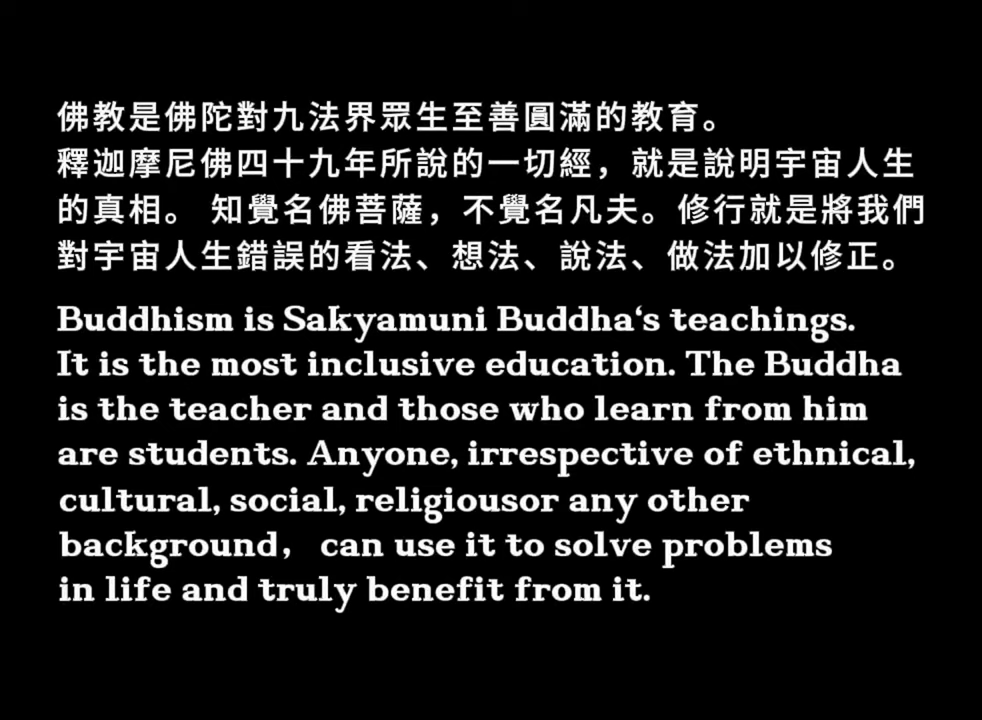 佛教是佛陀對九法界眾生至善圓滿的教育。
釋迦摩尼佛四十九年所說的一切經，就是說明宇宙人生
的真相。 知覺名佛菩薩，不覺名凡夫。修行就是將我們
對宇宙人生錯誤的看法、想法、說法、做法加以修正。
Buddhism is Sakyamuni Buddha‘s teachings.
It is the most inclusive education. The Buddha
is the teacher and those who learn from him
are students. Anyone, irrespective of ethnical,
cultural, social, religiousor any other
background， can use it to solve problems
in life and truly benefit from it.